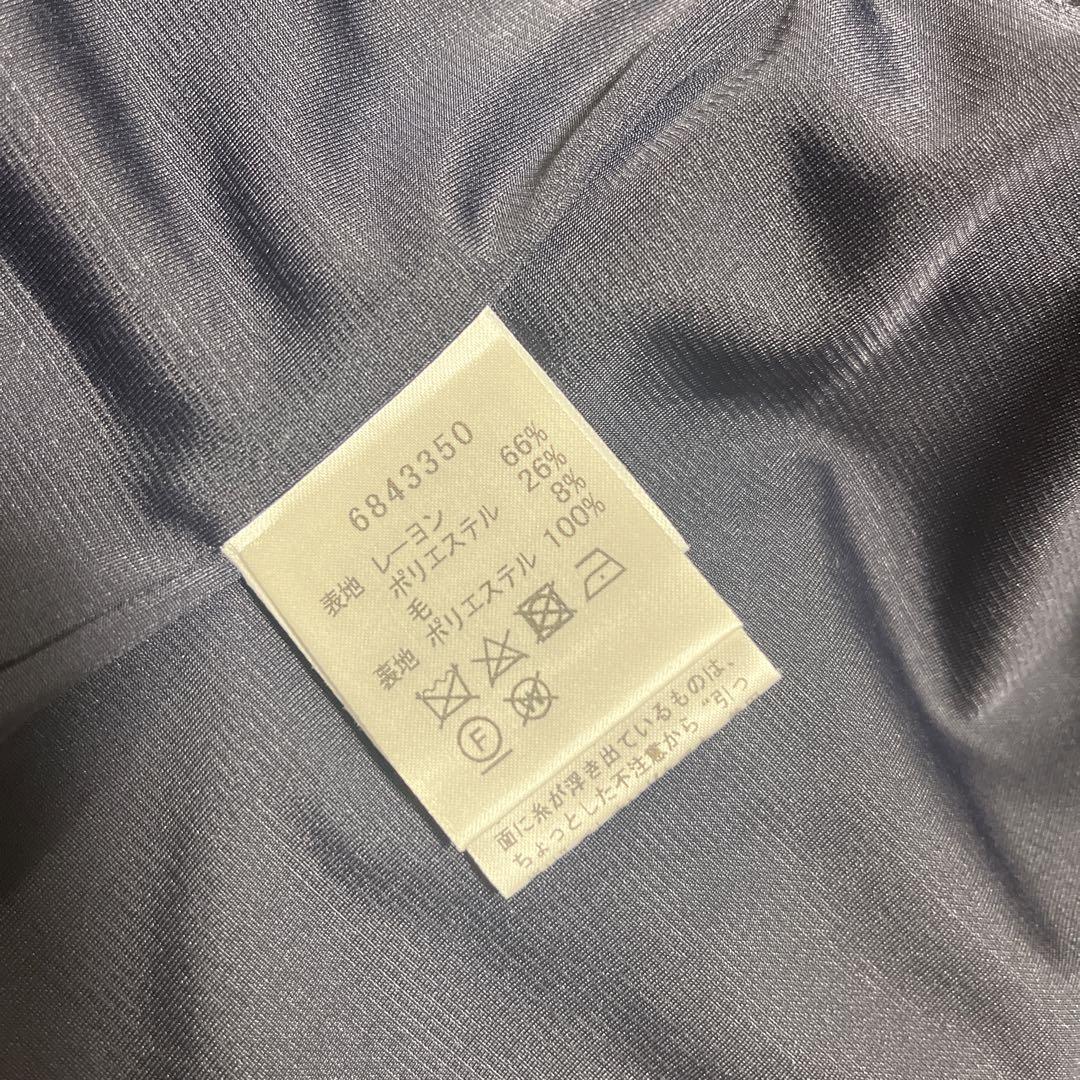 6843350
表地 レーヨン 66%
ポリエステル 26%
毛 8%
裏地 ポリエステル 100%
W
F
面に糸が浮き出ているものは、
ちょっとした不注意から“引っ